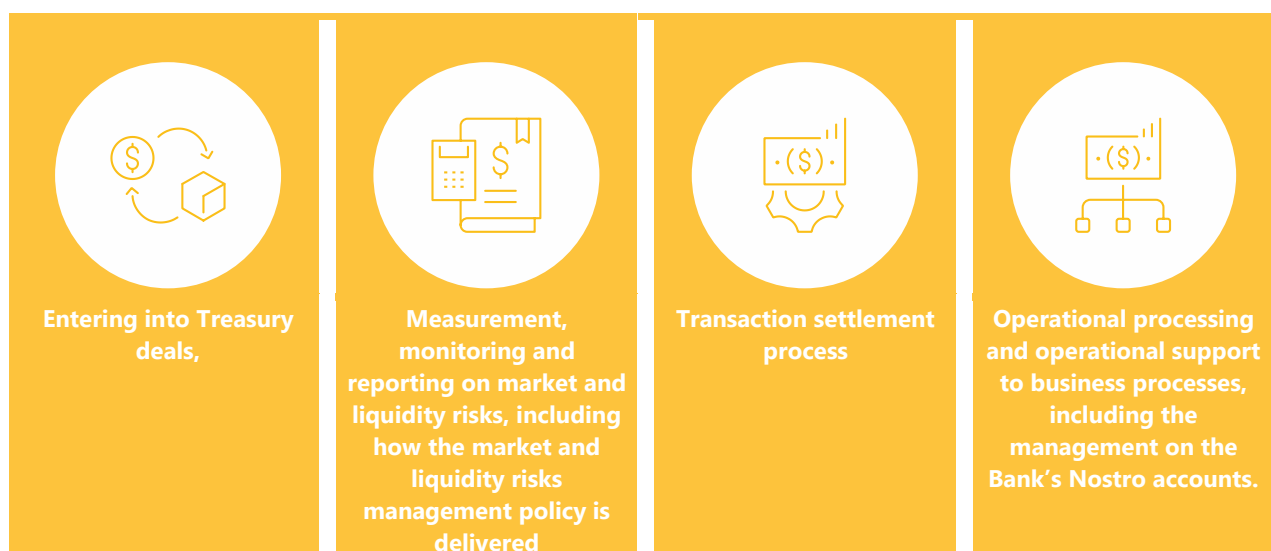 Entering into Treasury
deals,
Measurement,
monitoring and
reporting on market and
liquidity risks, including
how the market and
liquidity risks
management policy is
delivered
Transaction settlement
process
Operational processing
and operational support
to business processes,
including the
management on the
Bank’s Nostro accounts.